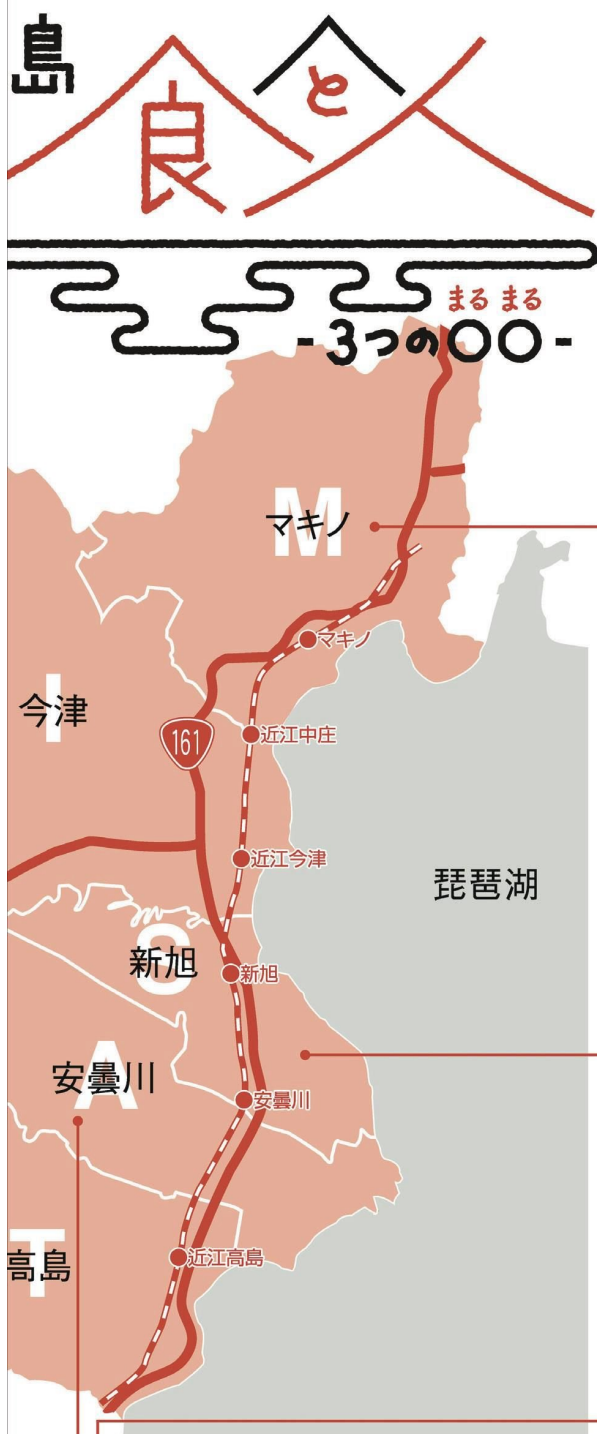 島
食と人
まる まる
-3つの〇〇-
M
マキノ
マキノ
I
今津
161
近江中庄
近江今津
琵琶湖
S
新旭
新旭
A
安曇川
安曇川
T
高島
近江高島